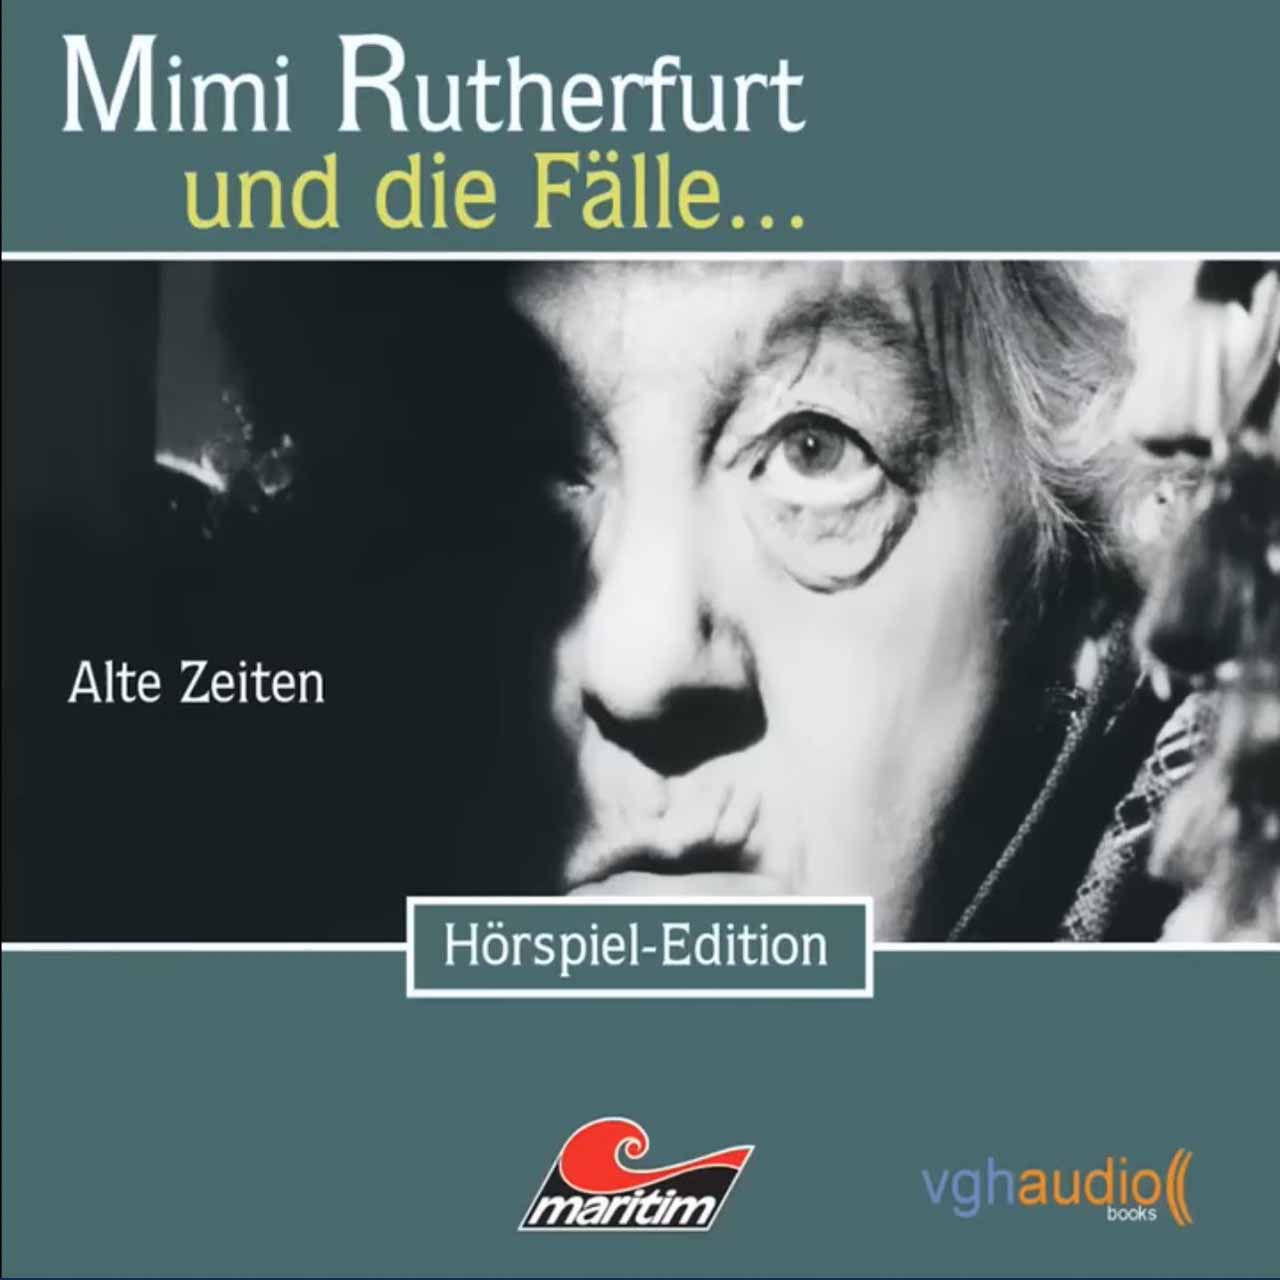 Mimi Rutherfurt
und die Fälle...
Alte Zeiten
Hörspiel-Edition
maritim
vghaudio
books